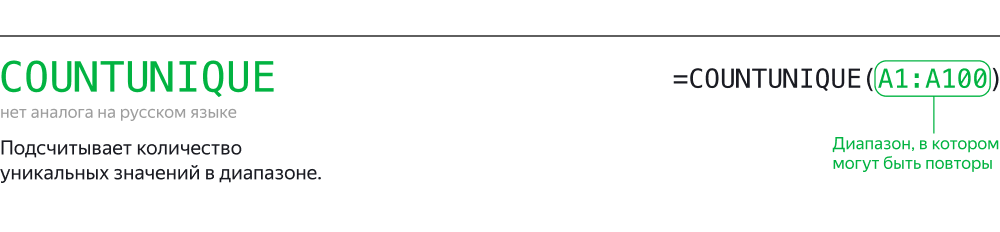 COUNTUNIQUE
нет аналога на русском языке
Подсчитывает количество
уникальных значений в диапазоне.
=COUNTUNIQUE(A1:A100)
Диапазон, в котором
могут быть повторы